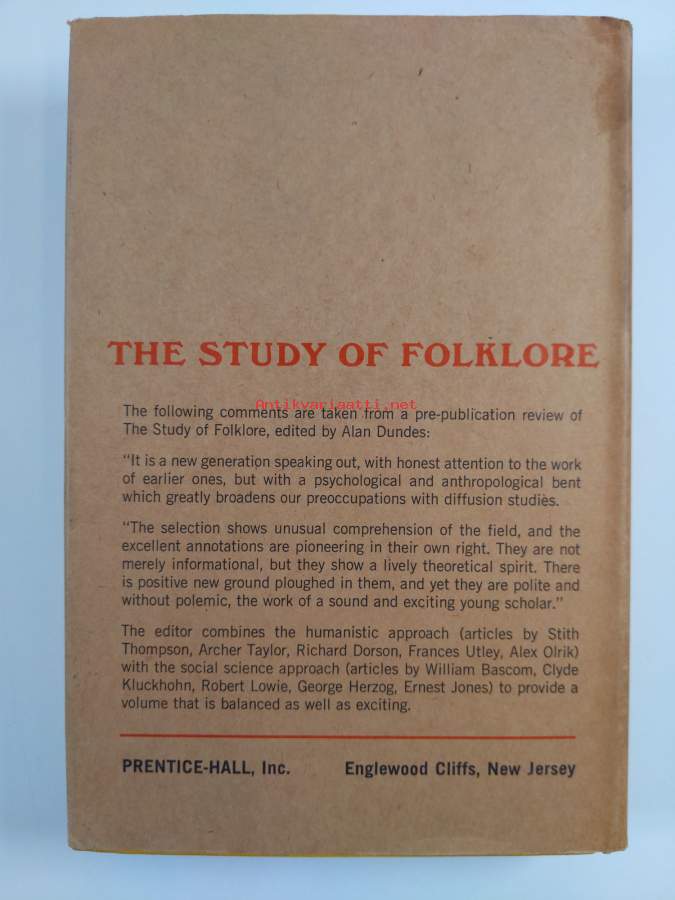 THE STUDY OF FOLKLORE
Antikvariaatti.net
The following comments are taken from a pre-publication review of
The Study of Folklore, edited by Alan Dundes:
"It is a new generation speaking out, with honest attention to the work
of earlier ones, but with a psychological and anthropological bent
which greatly broadens our preoccupations with diffusion studies.
"The selection shows unusual comprehension of the field, and the
excellent annotations are pioneering in their own right. They are not
merely informational, but they show a lively theoretical spirit. There
is positive new ground ploughed in them, and yet they are polite and
without polemic, the work of a sound and exciting young scholar."
The editor combines the humanistic approach (articles by Stith
Thompson, Archer Taylor, Richard Dorson, Frances Utley, Alex Olrik)
with the social science approach (articles by William Bascom, Clyde
Kluckhohn, Robert Lowie, George Herzog, Ernest Jones) to provide a
volume that is balanced as well as exciting.
PRENTICE-HALL, Inc. Englewood Cliffs, New Jersey